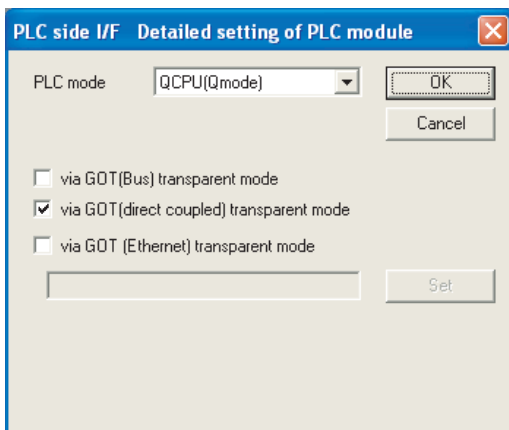 PLC side I/F Detailed setting of PLC module
PLC mode QCPU(Qmode) OK
Cancel
via GOT(Bus) transparent mode
via GOT(direct coupled) transparent mode
via GOT (Ethernet) transparent mode
Set